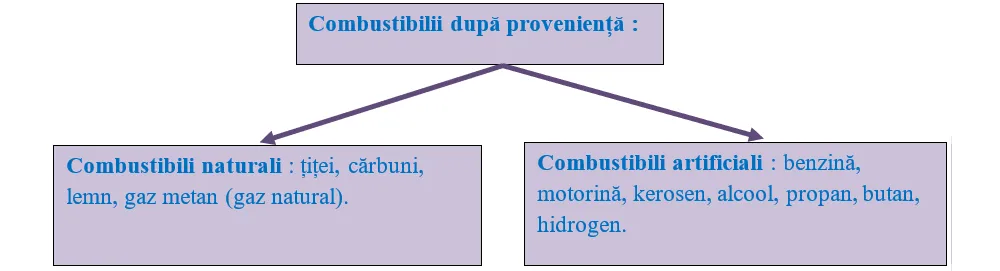 Combustibilii după proveniență :
Combustibili naturali : țiței, cărbuni,
lemn, gaz metan (gaz natural).
Combustibili artificiali : benzină,
motorină, kerosen, alcool, propan, butan,
hidrogen.